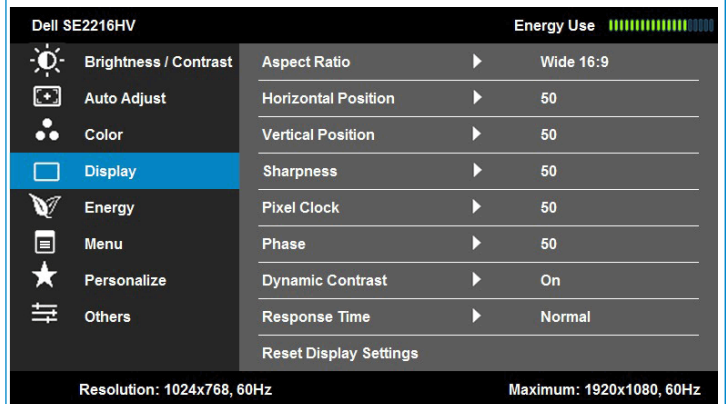 Dell SE2216HV Energy Use
Brightness / Contrast Aspect Ratio Wide 16:9
Auto Adjust Horizontal Position 50
Color Vertical Position 50
Display Sharpness 50
Energy Pixel Clock 50
Menu Phase 50
Personalize Dynamic Contrast On
Others Response Time Normal
Reset Display Settings
Resolution: 1024x768, 60Hz Maximum: 1920x1080, 60Hz